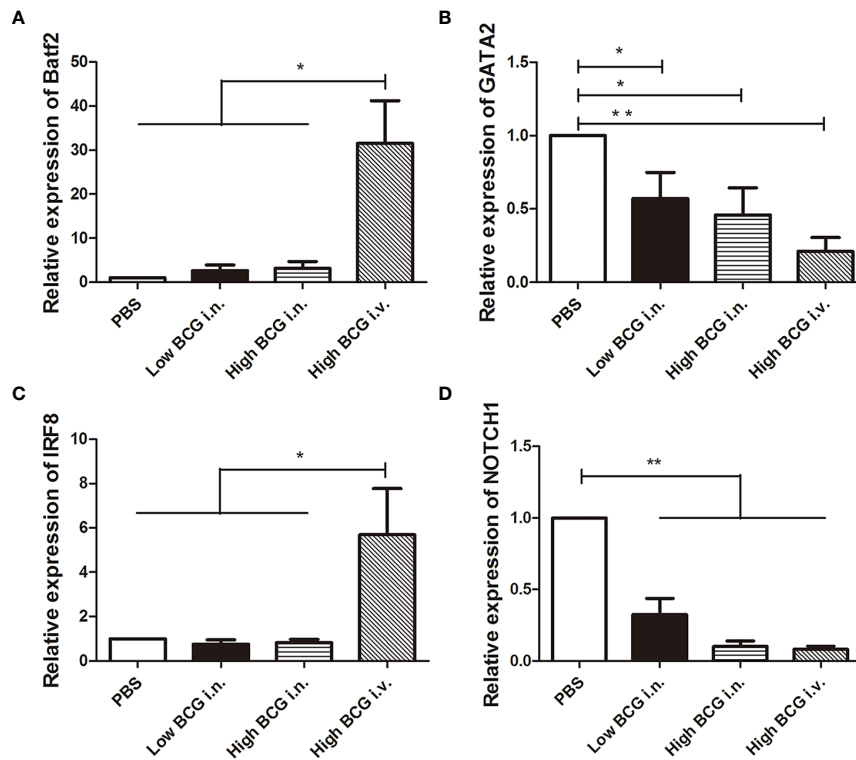 A
Relative expression of Batf2
50
40
30
20
10
0
*
PBS
Low BCG i.n.
High BCG i.n.
High BCG i.v.
B
Relative expression of GATA2
1.5
1.0
0.5
0.0
*
*
* *
PBS
Low BCG i.n.
High BCG i.n.
High BCG i.v.
C
Relative expression of IRF8
10
8
6
4
2
0
*
PBS
Low BCG i.n.
High BCG i.n.
High BCG i.v.
D
Relative expression of NOTCH1
1.5
1.0
0.5
0.0
**
PBS
Low BCG i.n.
High BCG i.n.
High BCG i.v.